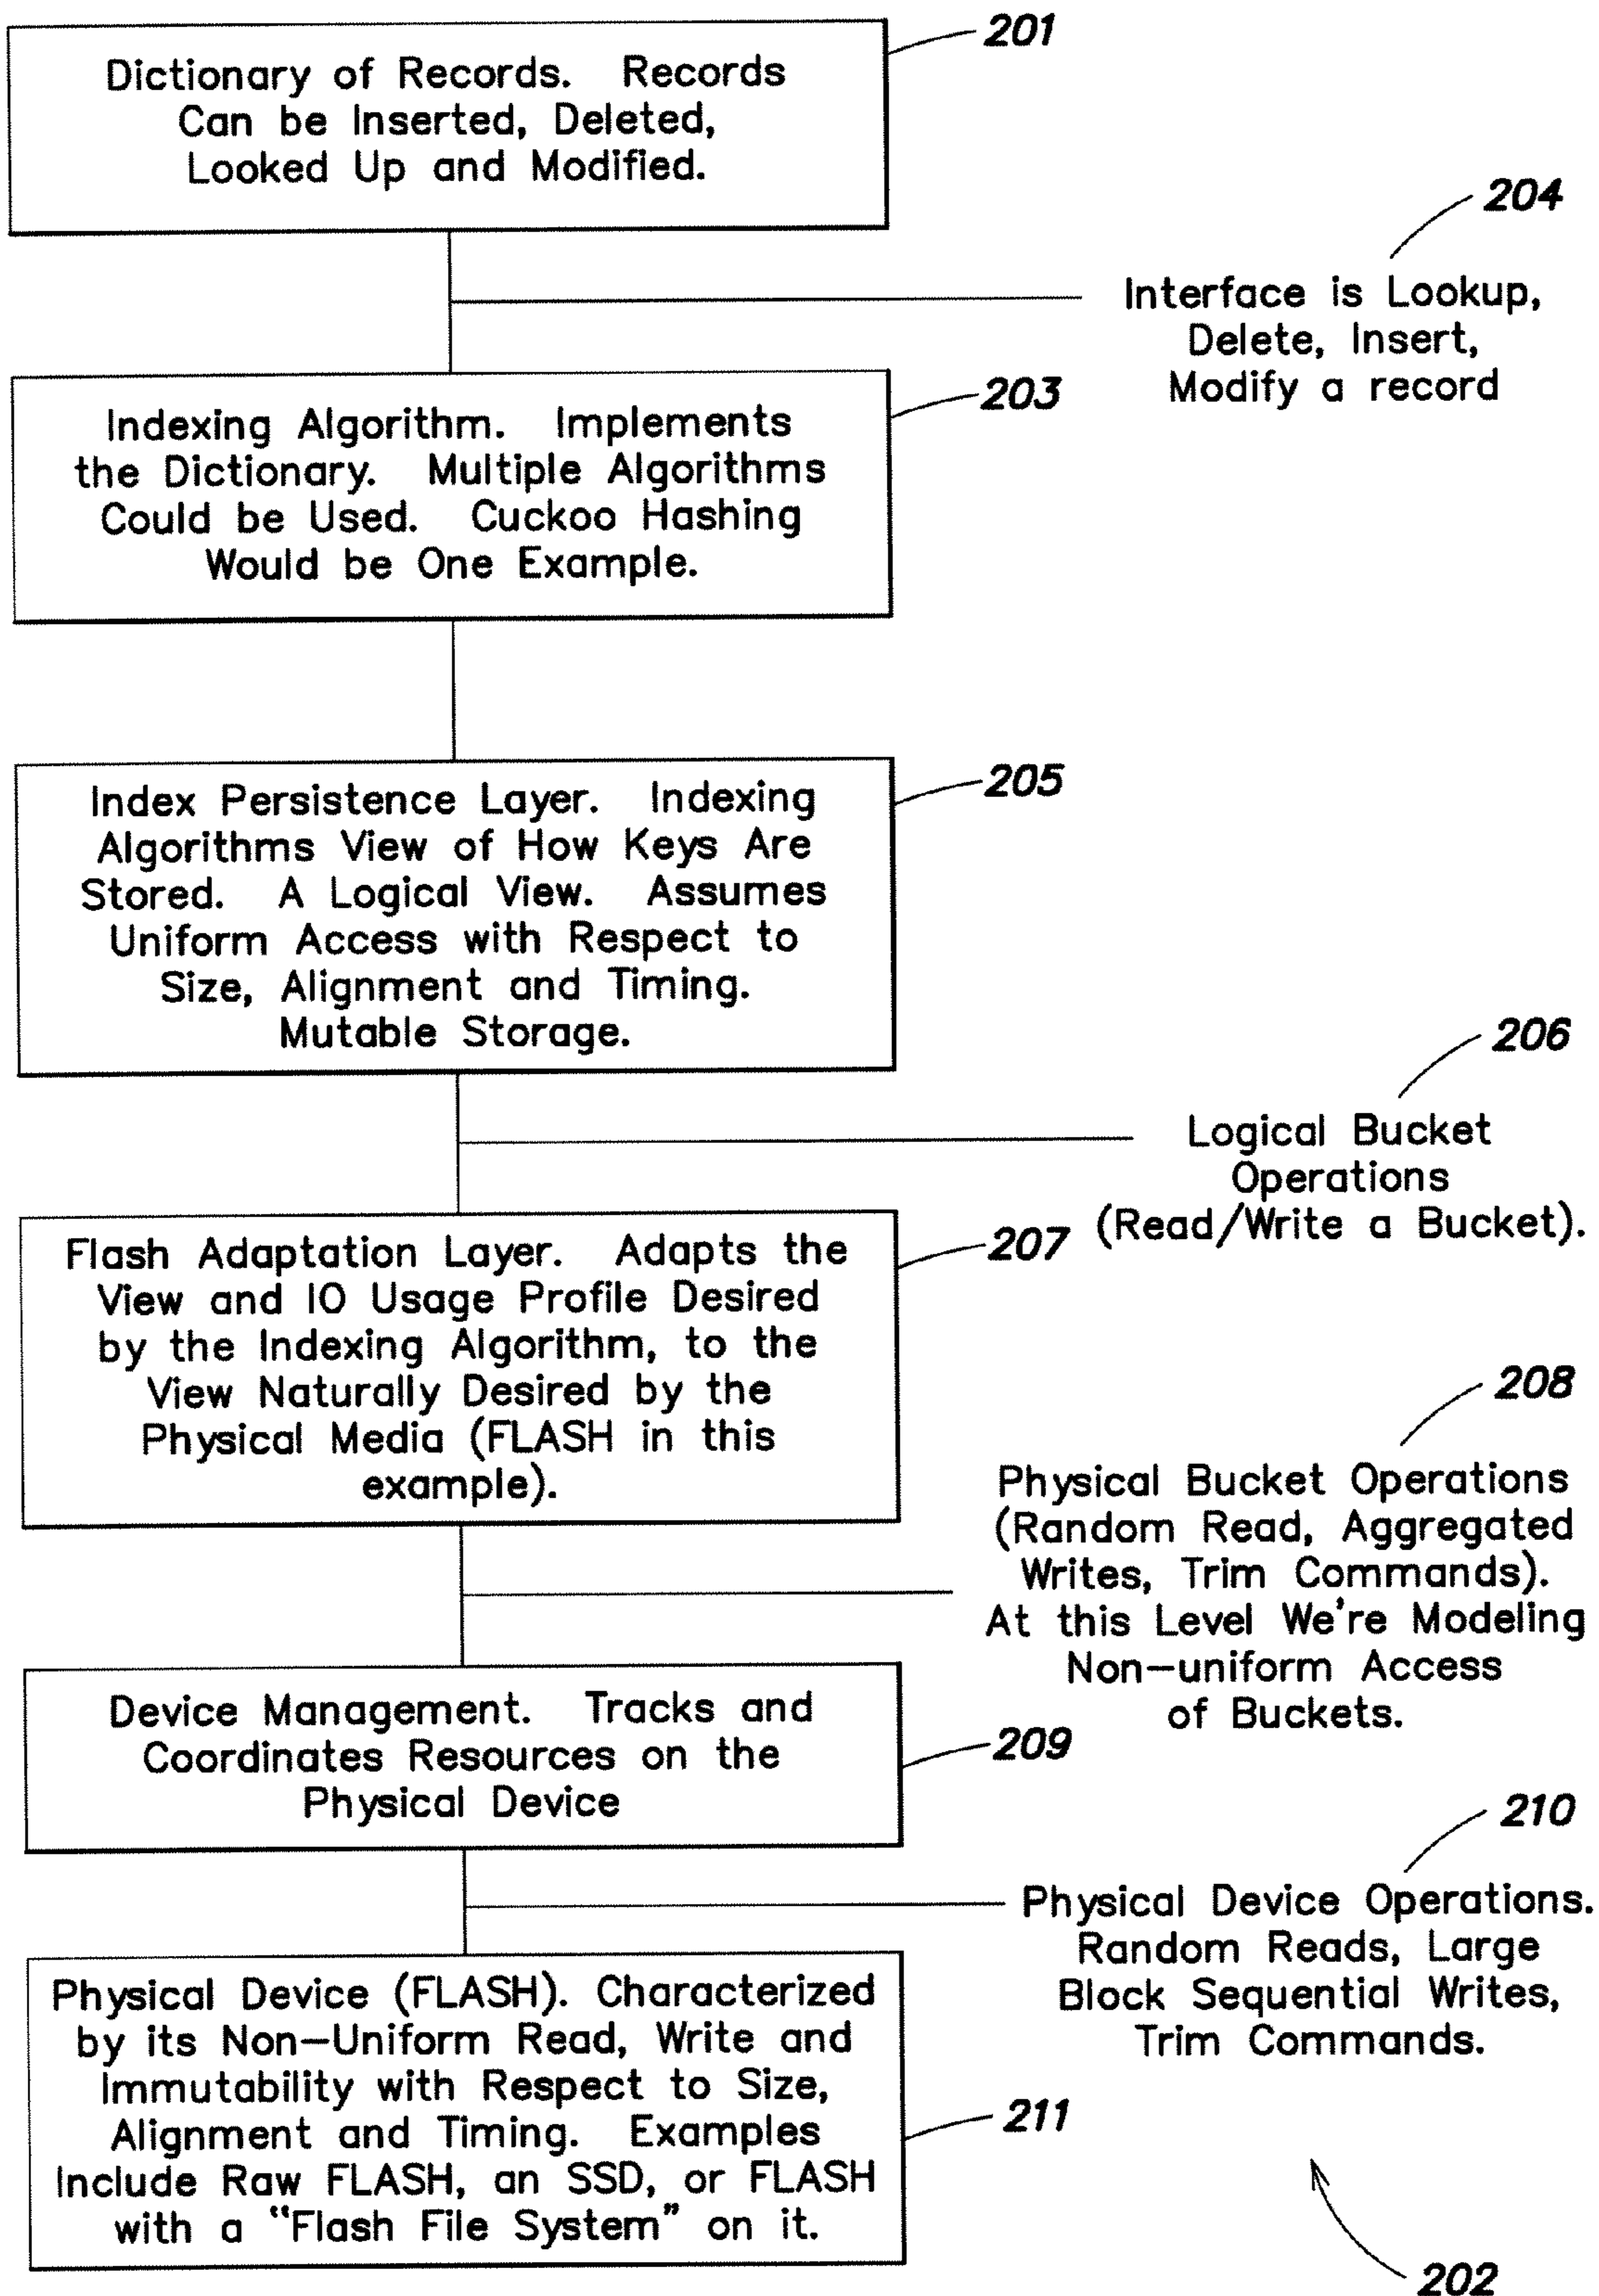 201
Dictionary of Records. Records
Can be Inserted, Deleted,
Looked Up and Modified.
204
Interface is Lookup,
Delete, Insert,
Modify a record
203
Indexing Algorithm. Implements
the Dictionary. Multiple Algorithms
Could be Used. Cuckoo Hashing
Would be One Example.
205
Index Persistence Layer. Indexing
Algorithms View of How Keys Are
Stored. A Logical View. Assumes
Uniform Access with Respect to
Size, Alignment and Timing.
Mutable Storage.
206
Logical Bucket
Operations
(Read/Write a Bucket).
207
Flash Adaptation Layer. Adapts the
View and IO Usage Profile Desired
by the Indexing Algorithm, to the
View Naturally Desired by the
Physical Media (FLASH in this
example).
208
Physical Bucket Operations
(Random Read, Aggregated
Writes, Trim Commands).
At this Level We're Modeling
Non-uniform Access
of Buckets.
209
Device Management. Tracks and
Coordinates Resources on the
Physical Device
210
Physical Device Operations.
Random Reads, Large
Block Sequential Writes,
Trim Commands.
211
Physical Device (FLASH). Characterized
by its Non-Uniform Read, Write and
Immutability with Respect to Size,
Alignment and Timing. Examples
Include Raw FLASH, an SSD, or FLASH
with a "Flash File System" on it.
202